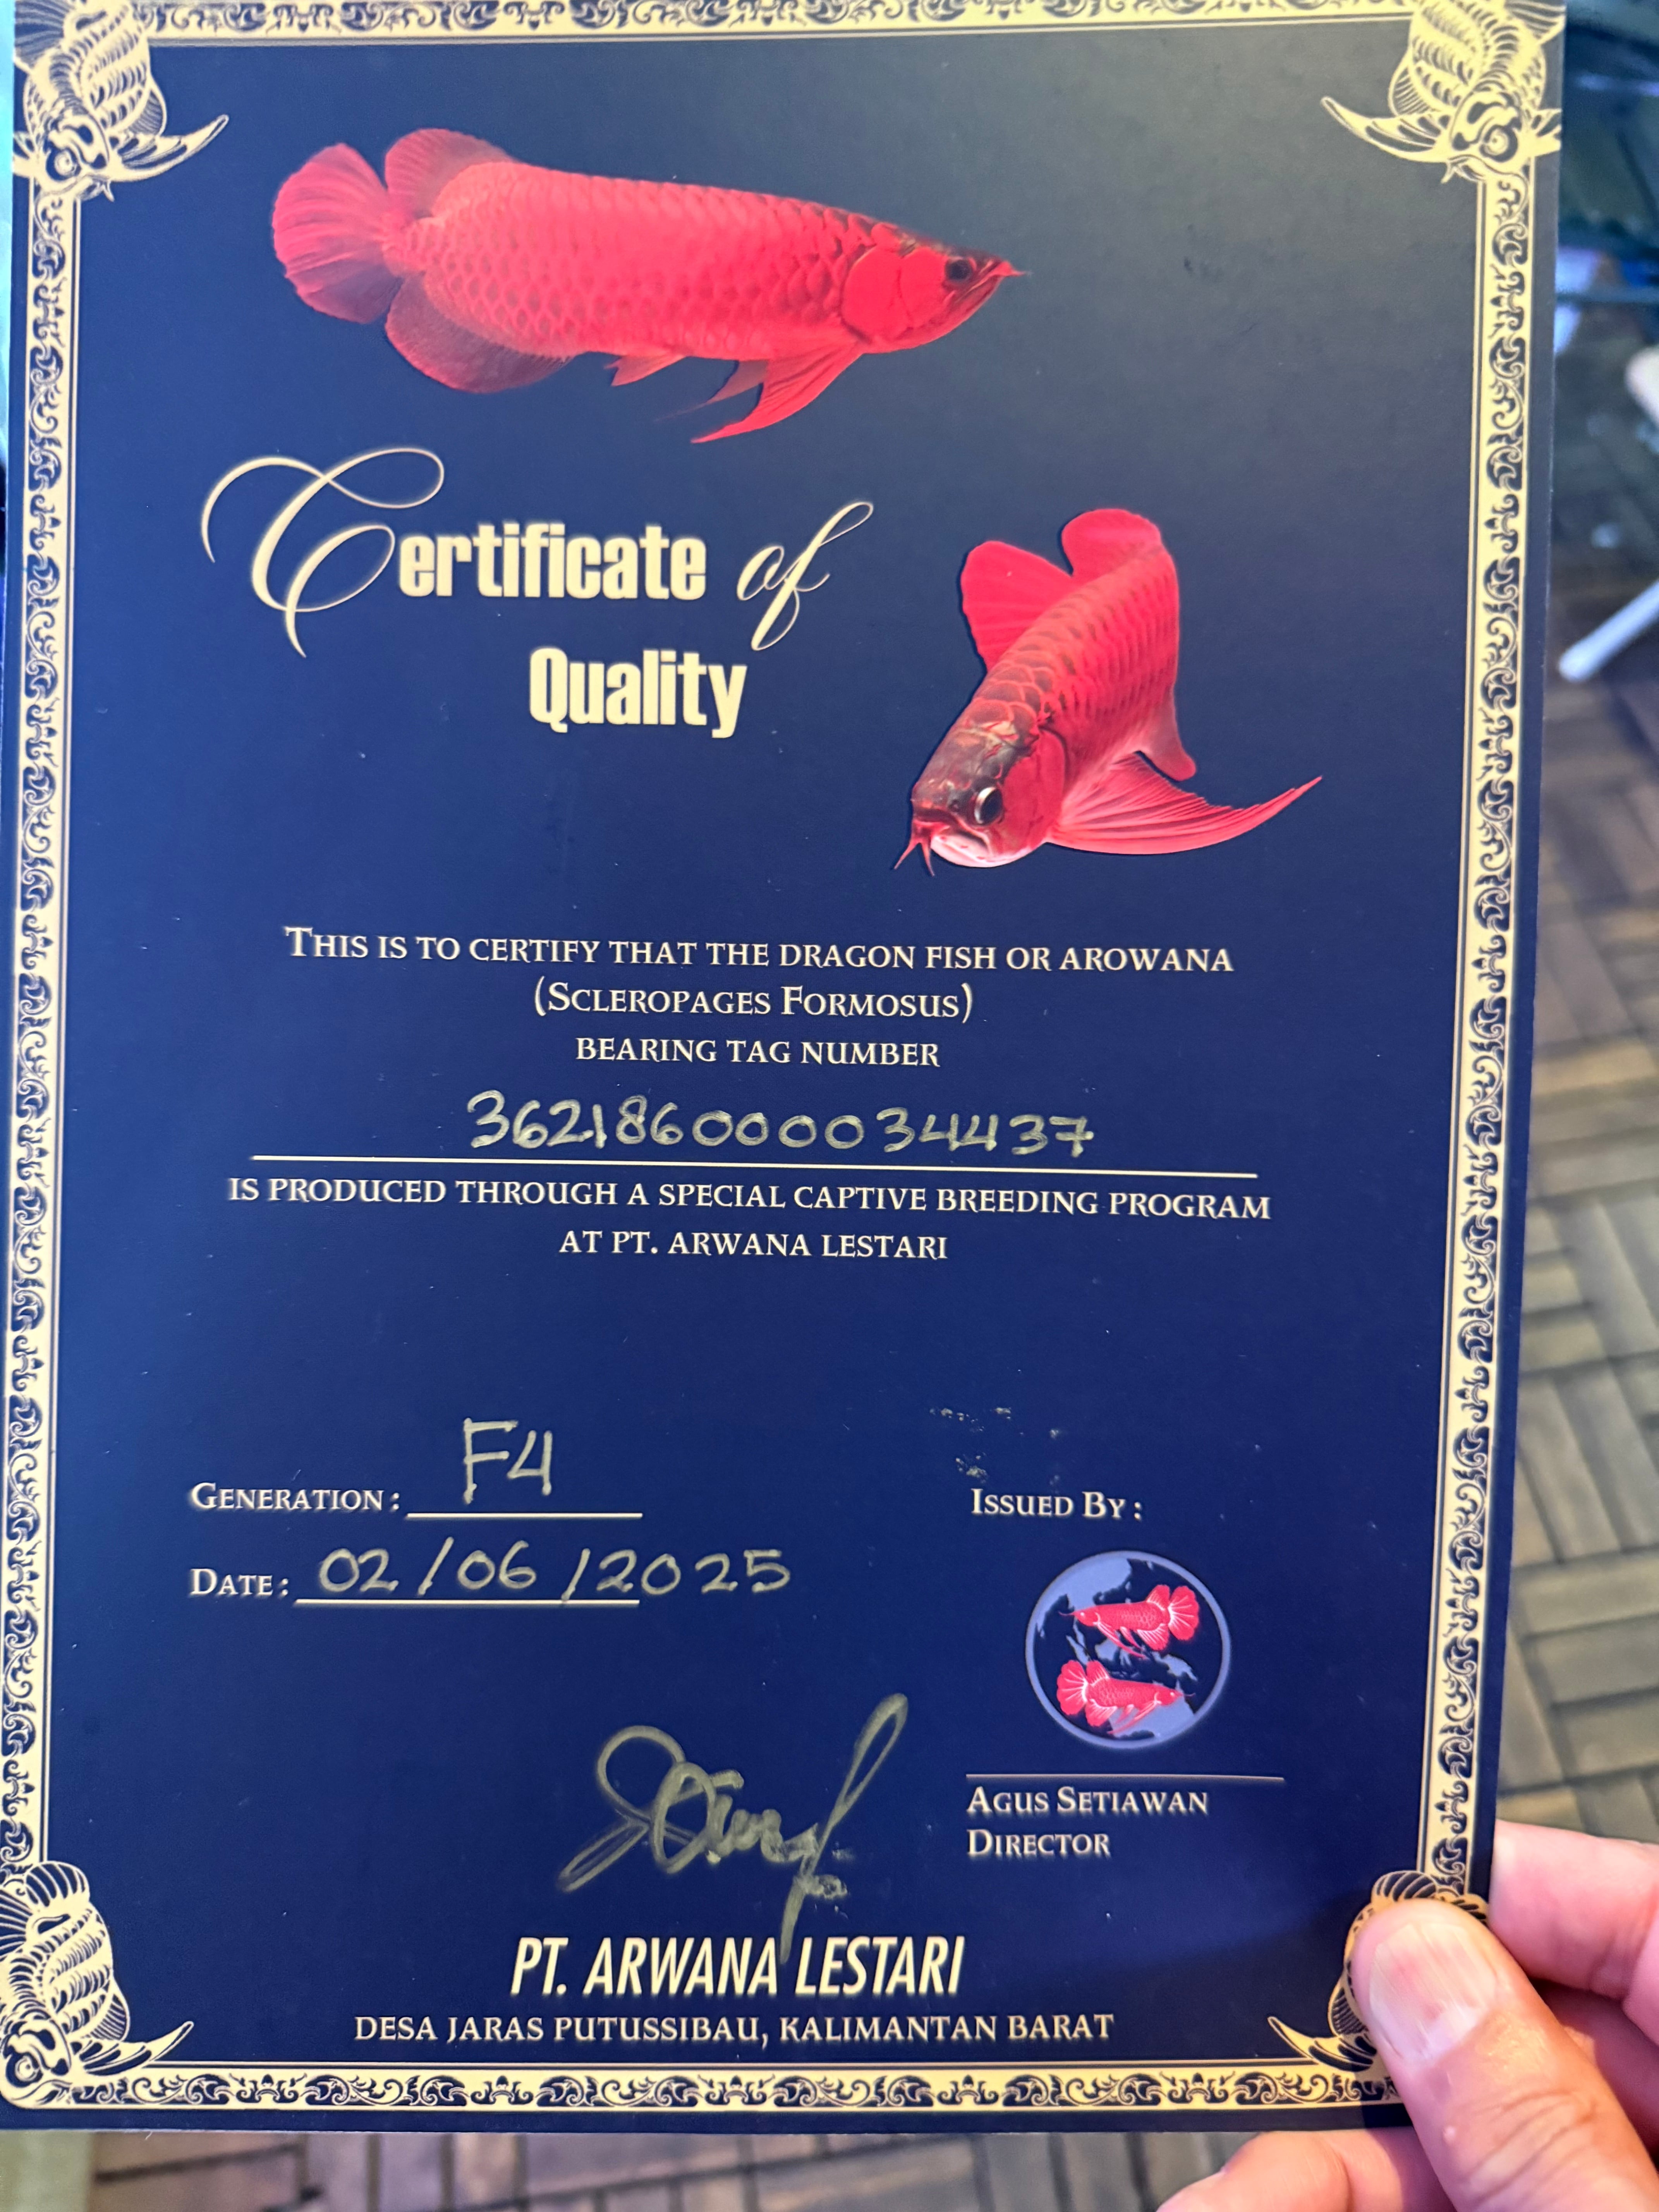 Certificate of
Quality
This is to certify that the Dragon Fish or Arowana
(Scleropages Formosus)
bearing tag number
362186000034437
is produced through a special captive breeding program
at PT. Arwana Lestari
Generation: F4
Date: 02/06/2025
Issued By:
Agus Setiawan
Director
PT. ARWANA LESTARI
DESA JARAS PUTUSSIBAU, KALIMANTAN BARAT